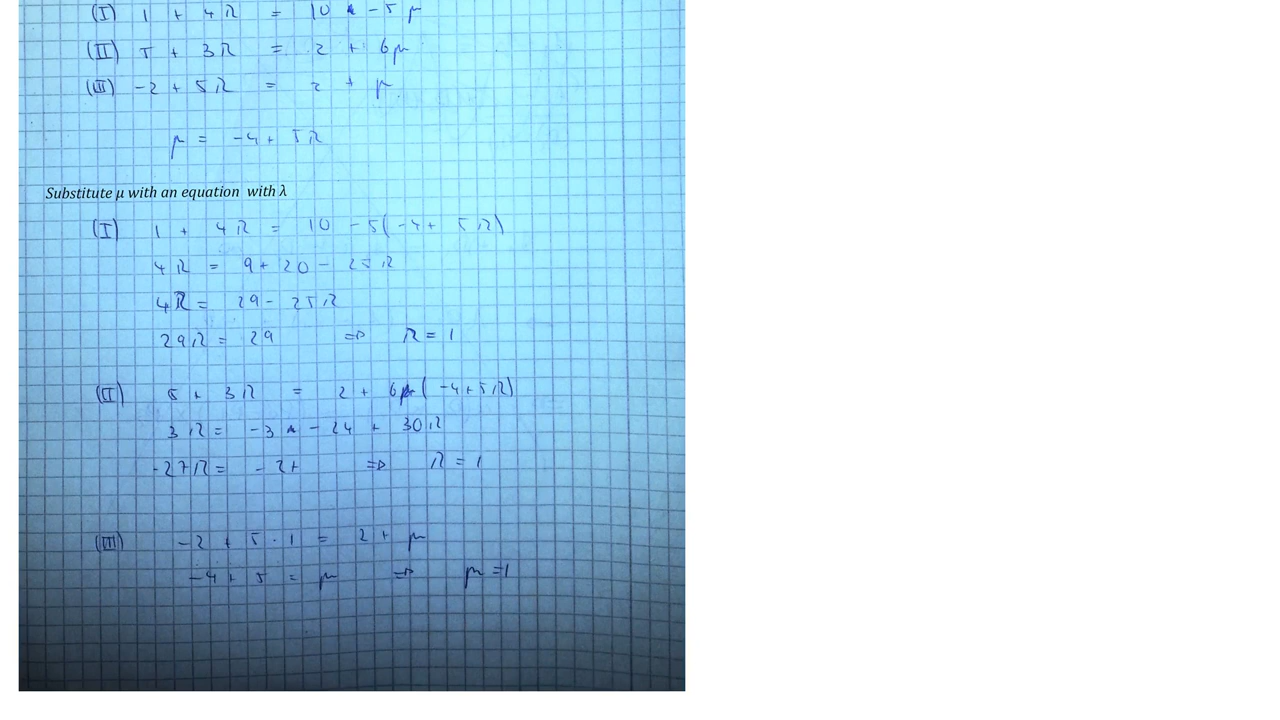 (I) 1 + 4λ = 10 - 5μ
(II) 5 + 3λ = 2 + 6μ
(III) -2 + 5λ = 2 + μ
μ = -4 + 5λ
Substitute μ with an equation with λ
(I) 1 + 4λ = 10 - 5(-4 + 5λ)
4λ = 9 + 20 - 25λ
4λ = 29 - 25λ
29λ = 29 => λ = 1
(II) 5 + 3λ = 2 + 6(-4 + 5λ)
3λ = -3 - 24 + 30λ
-27λ = -27 => λ = 1
(III) -2 + 5 · 1 = 2 + μ
-4 + 5 = μ => μ = 1